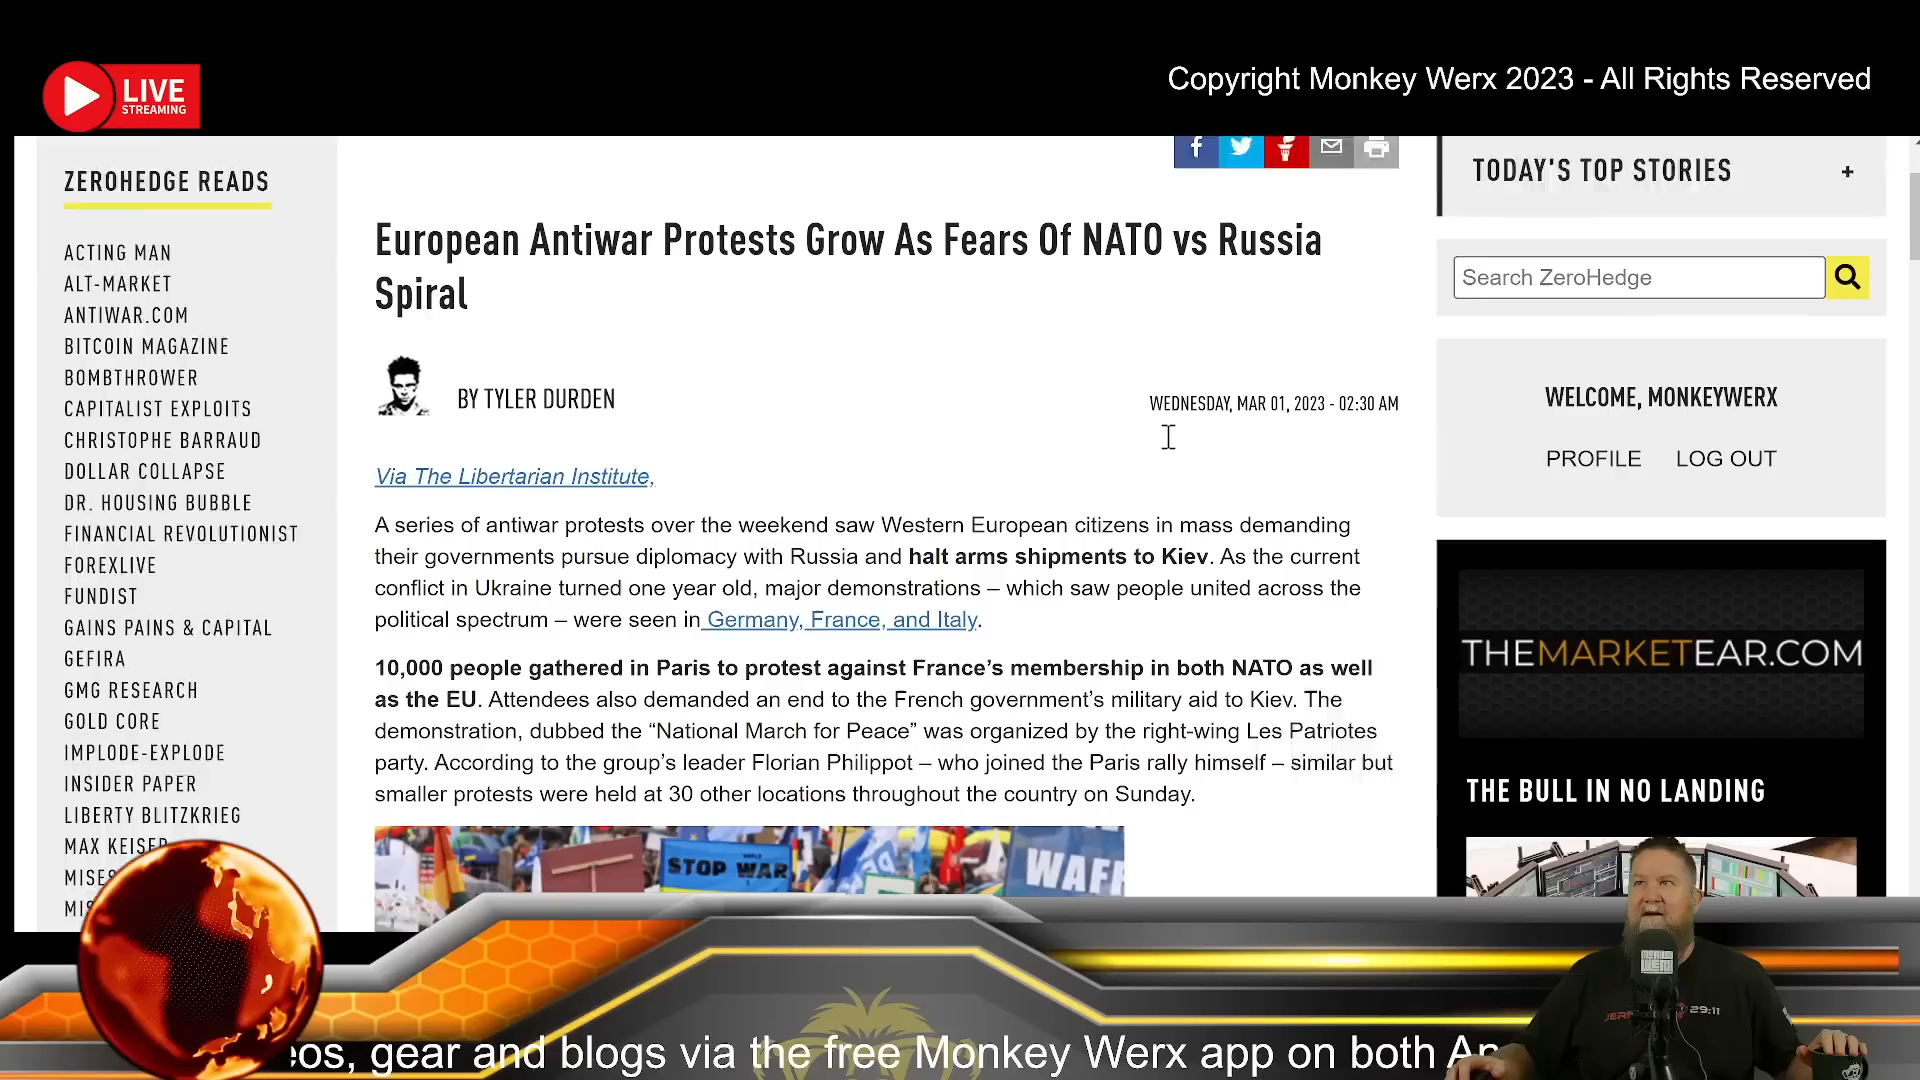 LIVE
STREAMING
Copyright Monkey Werx 2023 - All Rights Reserved
ZEROHEDGE READS
ACTING MAN
ALT-MARKET
ANTIWAR.COM
BITCOIN MAGAZINE
BOMBTHROWER
CAPITALIST EXPLOITS
CHRISTOPHE BARRAUD
DOLLAR COLLAPSE
DR. HOUSING BUBBLE
FINANCIAL REVOLUTIONIST
FOREXLIVE
FUNDIST
GAINS PAINS & CAPITAL
GEFIRA
GMG RESEARCH
GOLD CORE
IMPLODE-EXPLODE
INSIDER PAPER
LIBERTY BLITZKRIEG
MAX KEISER
MISES
European Antiwar Protests Grow As Fears Of NATO vs Russia
Spiral
BY TYLER DURDEN
WEDNESDAY, MAR 01, 2023 - 02:30 AM
Via The Libertarian Institute,
A series of antiwar protests over the weekend saw Western European citizens in mass demanding
their governments pursue diplomacy with Russia and halt arms shipments to Kiev. As the current
conflict in Ukraine turned one year old, major demonstrations – which saw people united across the
political spectrum – were seen in Germany, France, and Italy.
10,000 people gathered in Paris to protest against France’s membership in both NATO as well
as the EU. Attendees also demanded an end to the French government’s military aid to Kiev. The
demonstration, dubbed the “National March for Peace” was organized by the right-wing Les Patriotes
party. According to the group’s leader Florian Philippot – who joined the Paris rally himself – similar but
smaller protests were held at 30 other locations throughout the country on Sunday.
STOP WAR
WAFF
TODAY'S TOP STORIES +
Search ZeroHedge
WELCOME, MONKEYWERX
PROFILE LOG OUT
THEMARKETEAR.COM
THE BULL IN NO LANDING
29:11
eos, gear and blogs via the free Monkey Werx app on both An